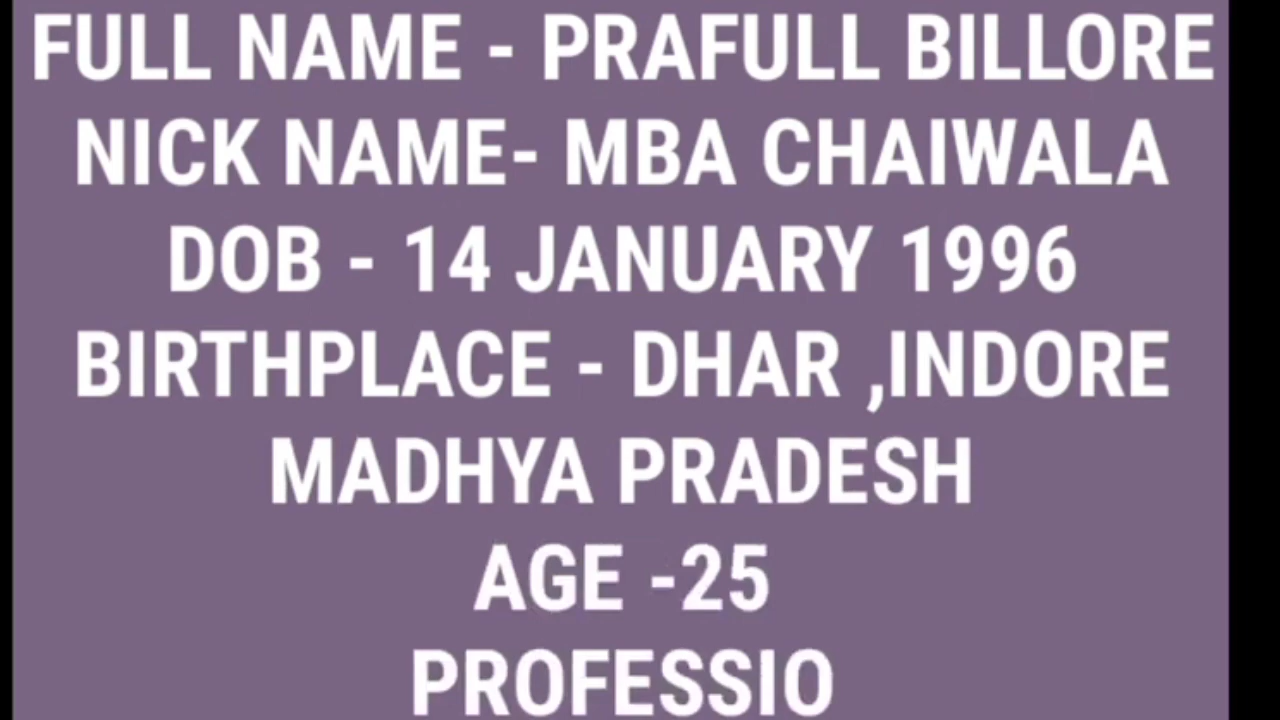 FULL NAME - PRAFULL BILLORE
NICK NAME- MBA CHAIWALA
DOB - 14 JANUARY 1996
BIRTHPLACE - DHAR ,INDORE
MADHYA PRADESH
AGE -25
PROFESSIO